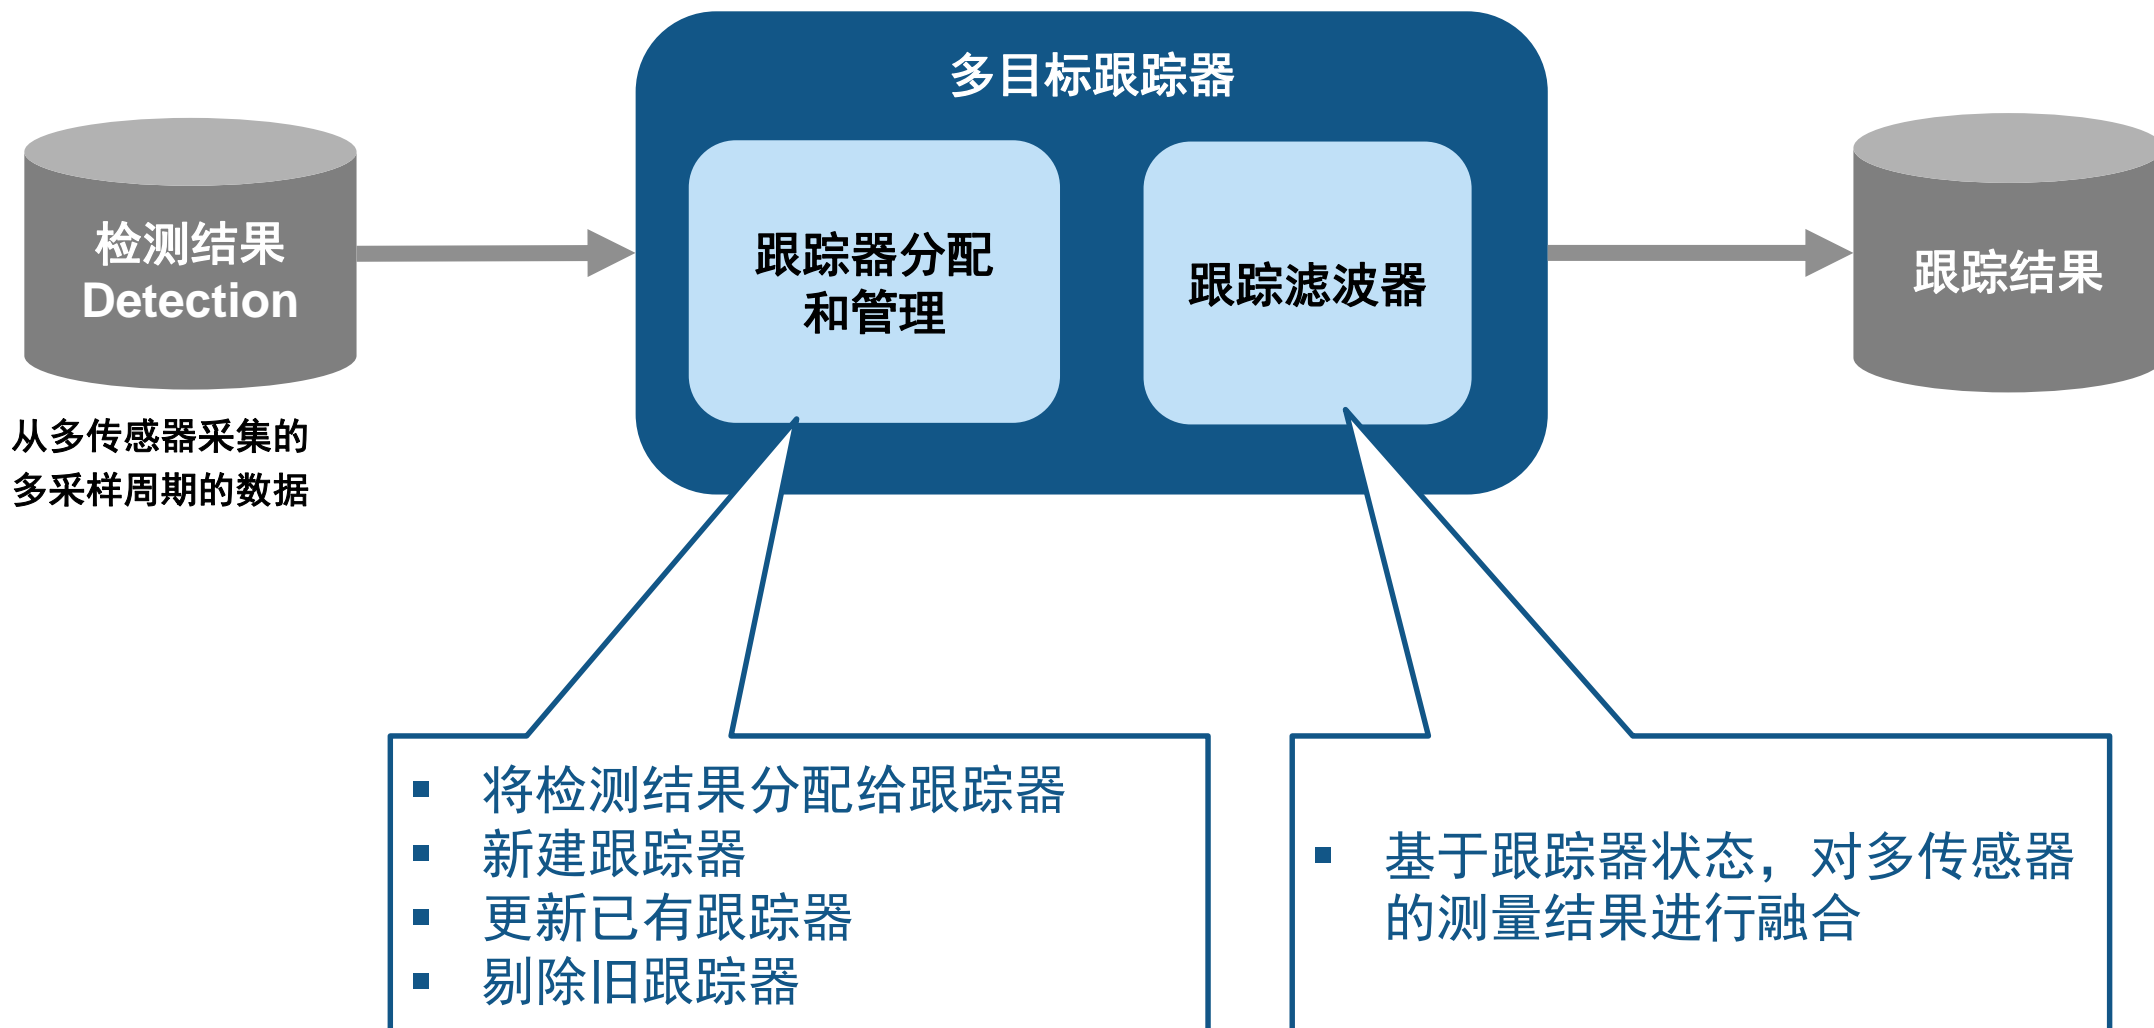 多目标跟踪器
检测结果
Detection
跟踪器分配
和管理
跟踪滤波器
跟踪结果
从多传感器采集的
多采样周期的数据
▪ 将检测结果分配给跟踪器
▪ 新建跟踪器
▪ 更新已有跟踪器
▪ 剔除旧跟踪器
▪ 基于跟踪器状态，对多传感器
的测量结果进行融合